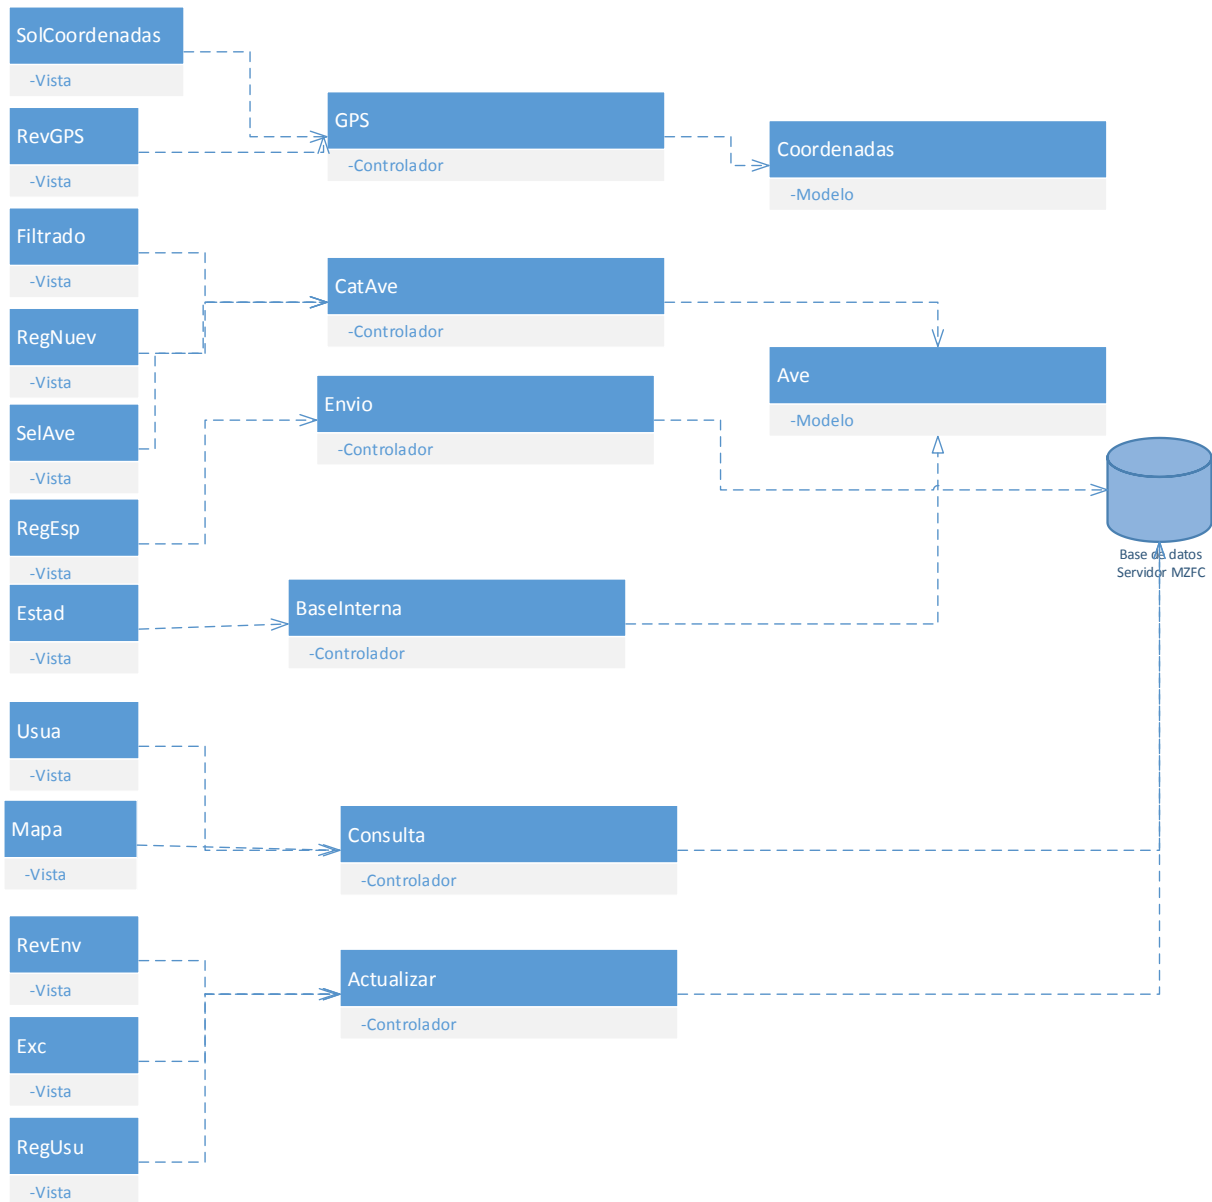 SolCoordenadas
-Vista
RevGPS
-Vista
Filtrado
-Vista
RegNuev
-Vista
SelAve
-Vista
RegEsp
-Vista
Estad
-Vista
Usua
-Vista
Mapa
-Vista
RevEnv
-Vista
Exc
-Vista
RegUsu
-Vista
GPS
-Controlador
CatAve
-Controlador
Envio
-Controlador
BaseInterna
-Controlador
Consulta
-Controlador
Actualizar
-Controlador
Coordenadas
-Modelo
Ave
-Modelo
Base de datos
Servidor MZFC